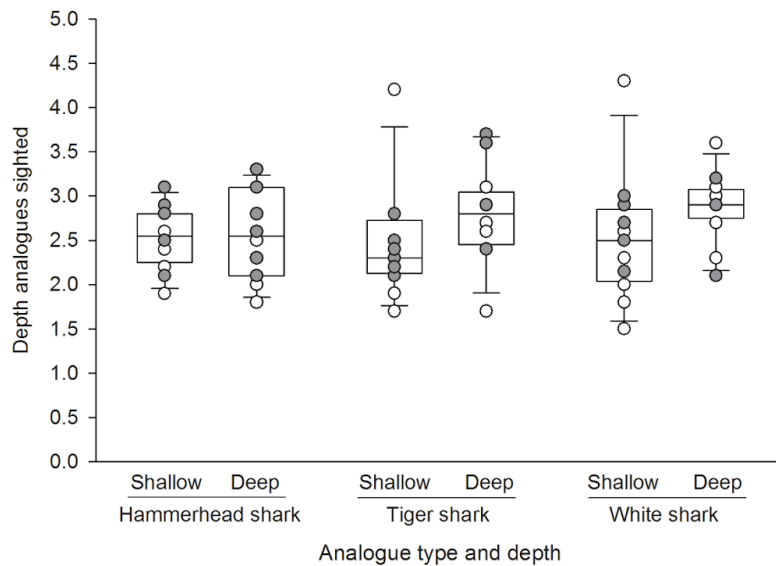 Depth analogues sighted
5.0
4.5
4.0
3.5
3.0
2.5
2.0
1.5
1.0
0.5
0.0
Shallow Deep Shallow Deep Shallow Deep
Hammerhead shark Tiger shark White shark
Analogue type and depth